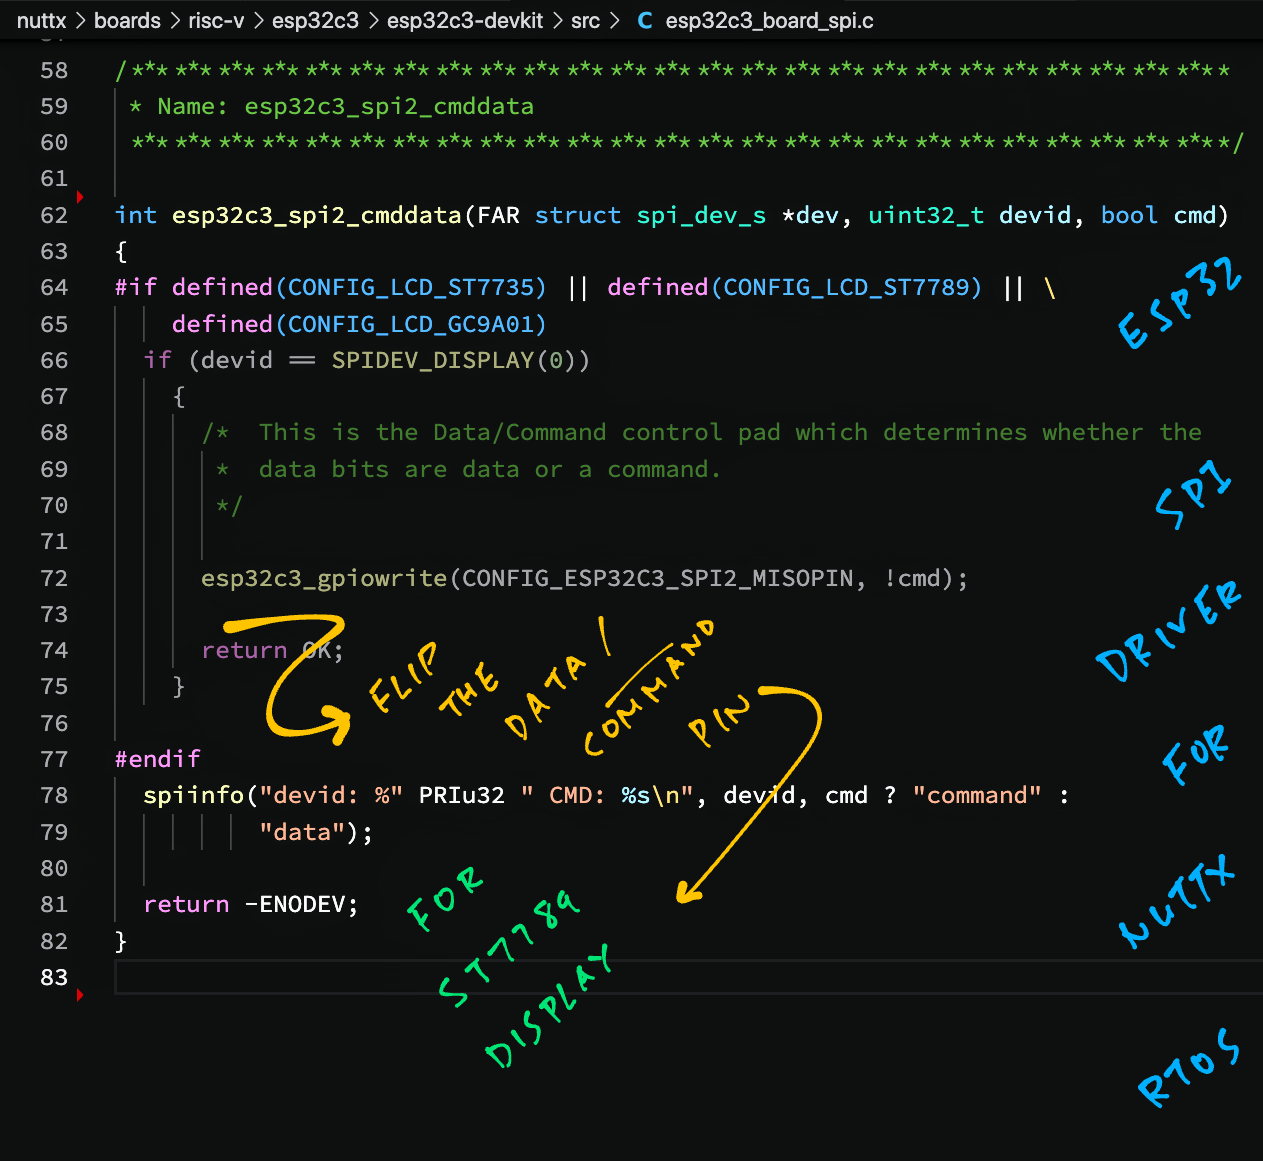 nuttx > boards > risc-v > esp32c3 > esp32c3-devkit > src > C esp32c3_board_spi.c
58 /****************************************************************************
59 * Name: esp32c3_spi2_cmddata
60 ****************************************************************************/
61
62 int esp32c3_spi2_cmddata(FAR struct spi_dev_s *dev, uint32_t devid, bool cmd)
63 {
64 #if defined(CONFIG_LCD_ST7735) || defined(CONFIG_LCD_ST7789) || \
65 defined(CONFIG_LCD_GC9A01)
66 if (devid == SPIDEV_DISPLAY(0))
67 {
68 /*  This is the Data/Command control pad which determines whether the
69 *  data bits are data or a command.
70 */
71
72 esp32c3_gpiowrite(CONFIG_ESP32C3_SPI2_MISOPIN, !cmd);
73
74 return OK;
75 }
76
77 #endif
78 spiinfo("devid: %" PRIu32 " CMD: %s\n", devid, cmd ? "command" :
79 "data");
80
81 return -ENODEV;
82 }
83
FLIP THE DATA / COMMAND PIN
FOR
ST7789
DISPLAY
ESP32
SPI
DRIVER
FOR
NUTTX
RTOS